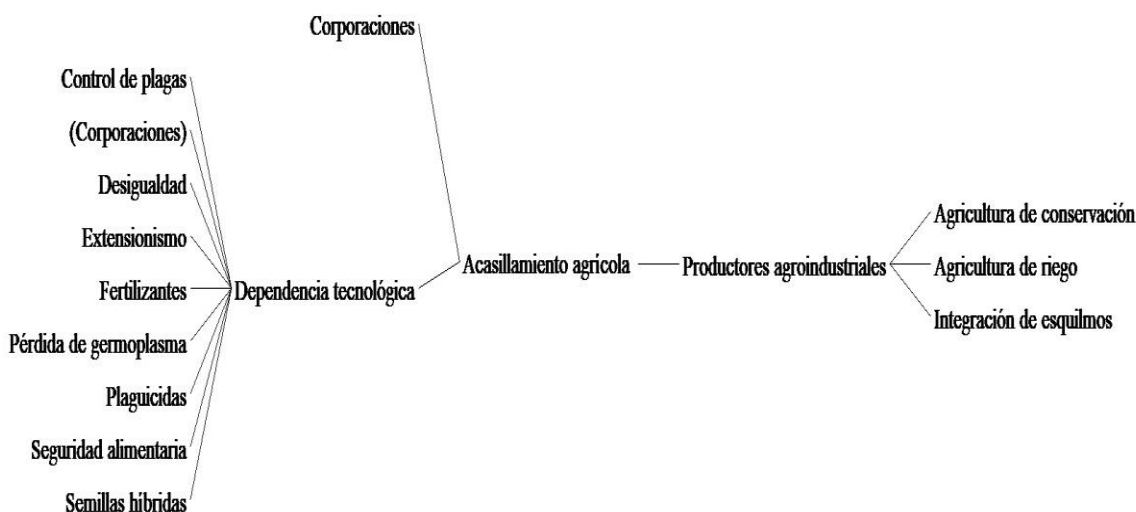 Corporaciones
Control de plagas
(Corporaciones)
Desigualdad
Extensionismo
Fertilizantes
Pérdida de germoplasma
Plaguicidas
Seguridad alimentaria
Semillas híbridas
Dependencia tecnológica
Acasillamiento agrícola
Productores agroindustriales
Agricultura de conservación
Agricultura de riego
Integración de esquilmos